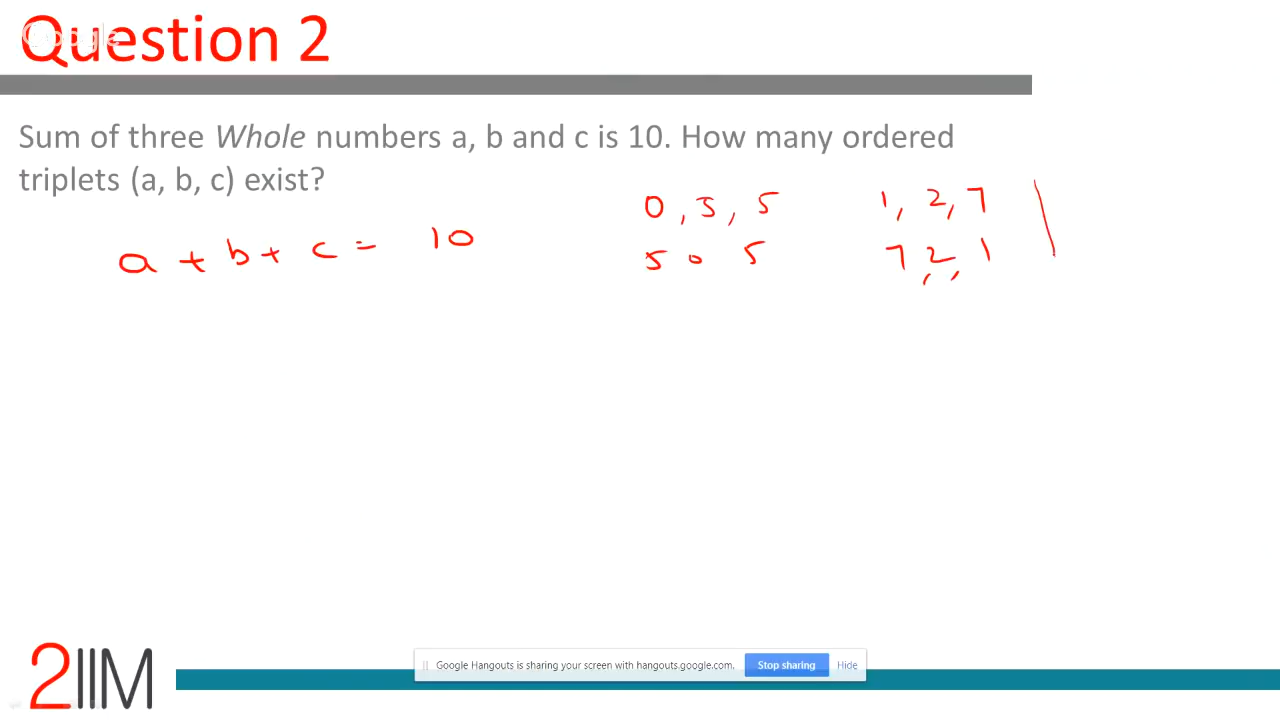 Question 2
Google
Sum of three Whole numbers a, b and c is 10. How many ordered
triplets (a, b, c) exist?
0, 5, 5
1, 2, 7
a + b + c = 10
5 0 5
7, 2, 1
2IIM
Google Hangouts is sharing your screen with hangouts.google.com.
Stop sharing
Hide